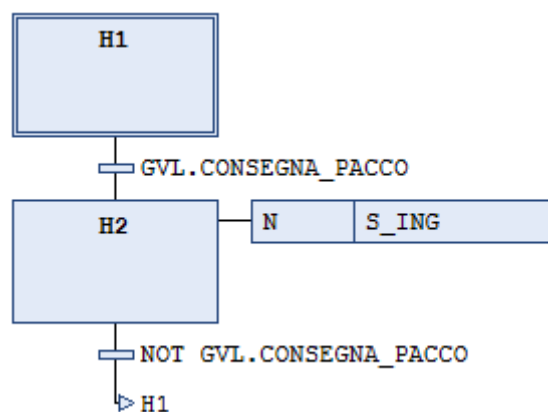 H1
GVL.CONSEGNA_PACCO
H2
N S_ING
NOT GVL.CONSEGNA_PACCO
H1